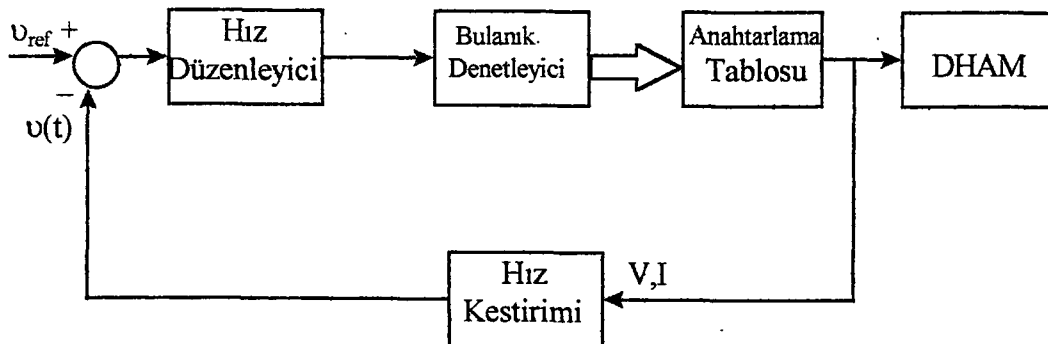 υref +
−
υ(t)
Hız
Düzenleyici
Bulanık
Denetleyici
Anahtarlama
Tablosu
DHAM
Hız
Kestirimi
V,I